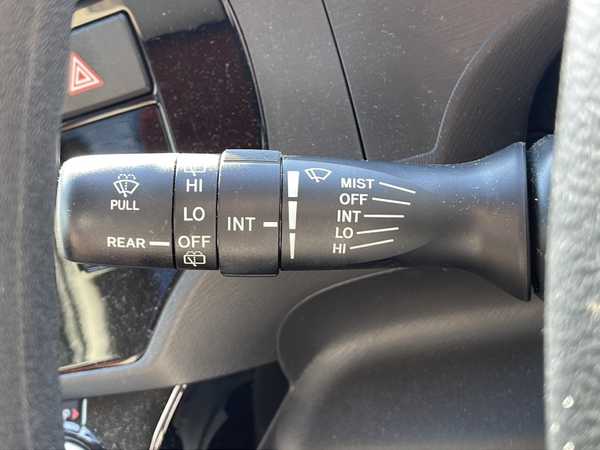 PULL
REAR
HI
LO
OFF
INT
MIST
OFF
INT
LO
HI